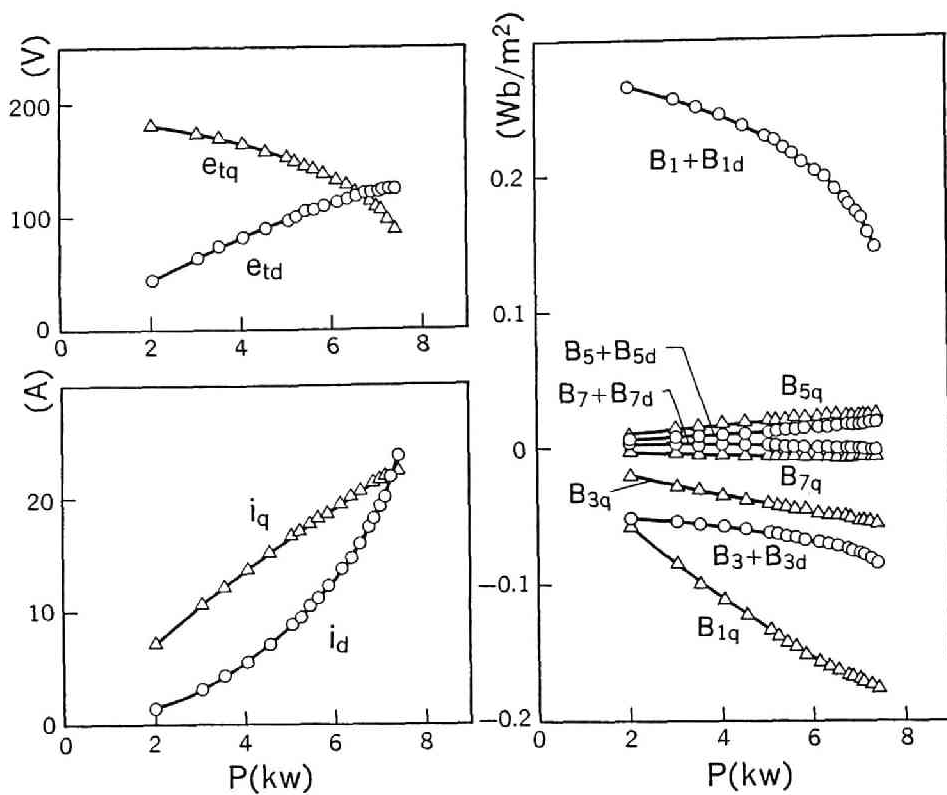 (V)
200
100
0
0
2
4
6
8
etq
etd
(A)
20
10
0
0
2
4
6
8
iq
id
P(kw)
(Wb/m²)
0.2
0.1
0
−0.1
−0.2
0
2
4
6
8
B1+B1d
B5+B5d
B7+B7d
B5q
B7q
B3q
B3+B3d
B1q
P(kw)